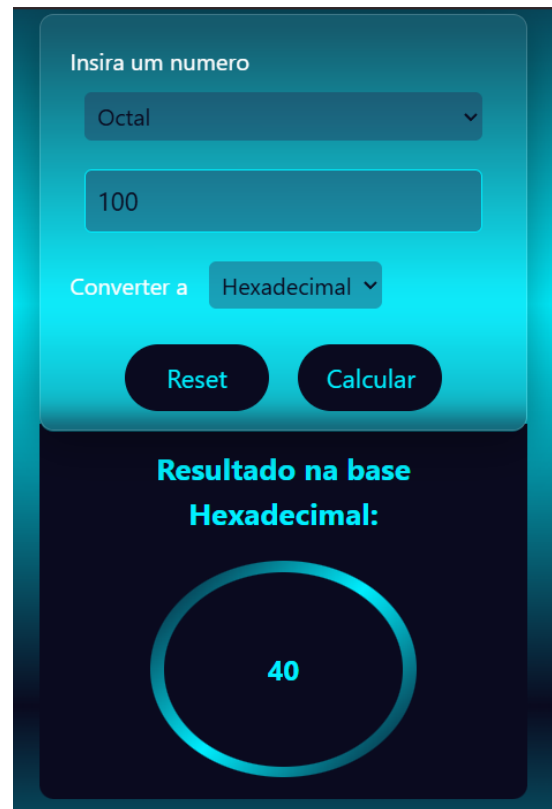 Insira um numero
Octal
100
Converter a Hexadecimal
Reset Calcular
Resultado na base
Hexadecimal:
40